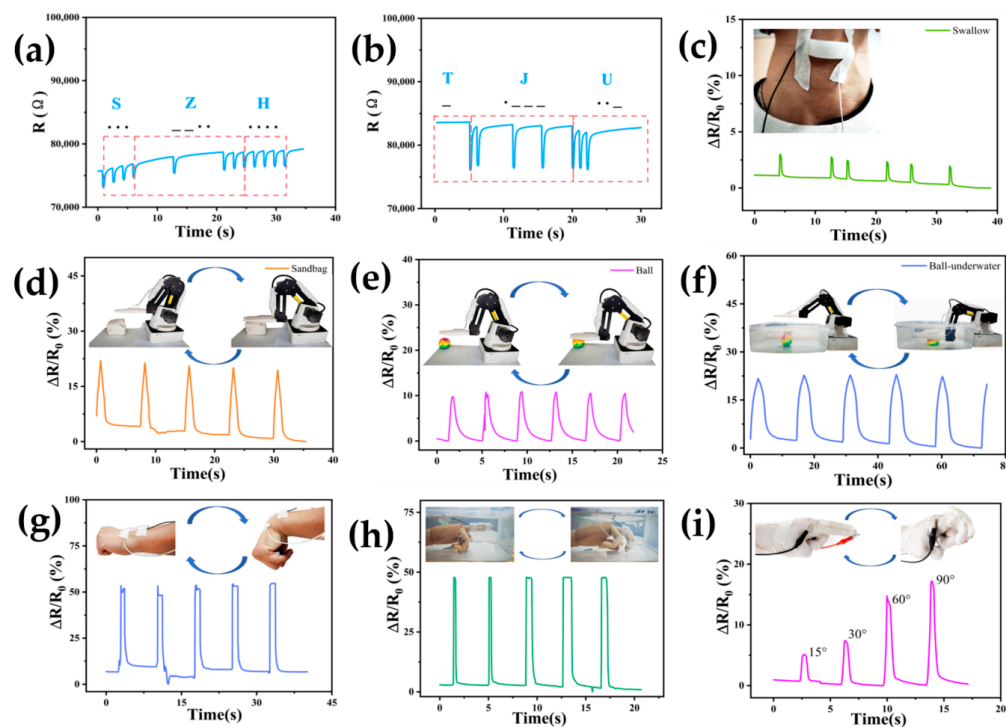 (a)
100,000
90,000
80,000
70,000
R (Ω)
S Z H
0 10 20 30 40
Time (s)
(b)
100,000
90,000
80,000
70,000
R (Ω)
T J U
0 10 20 30
Time (s)
(c)
Swallow
15
10
5
0
ΔR/R0 (%)
0 10 20 30 40
Time(s)
(d)
Sandbag
45
30
15
0
ΔR/R0 (%)
0 10 20 30 40
Time(s)
(e)
Ball
40
30
20
10
0
ΔR/R0 (%)
0 5 10 15 20 25
Time(s)
(f)
Ball-underwater
60
45
30
15
0
ΔR/R0 (%)
0 20 40 60
Time(s)
(g)
100
75
50
25
0
ΔR/R0 (%)
0 20 40
Time(s)
(h)
75
50
25
0
ΔR/R0 (%)
0 5 10 15 20
Time(s)
(i)
30
20
10
0
ΔR/R0 (%)
15° 30° 60° 90°
0 5 10 15 20
Time(s)